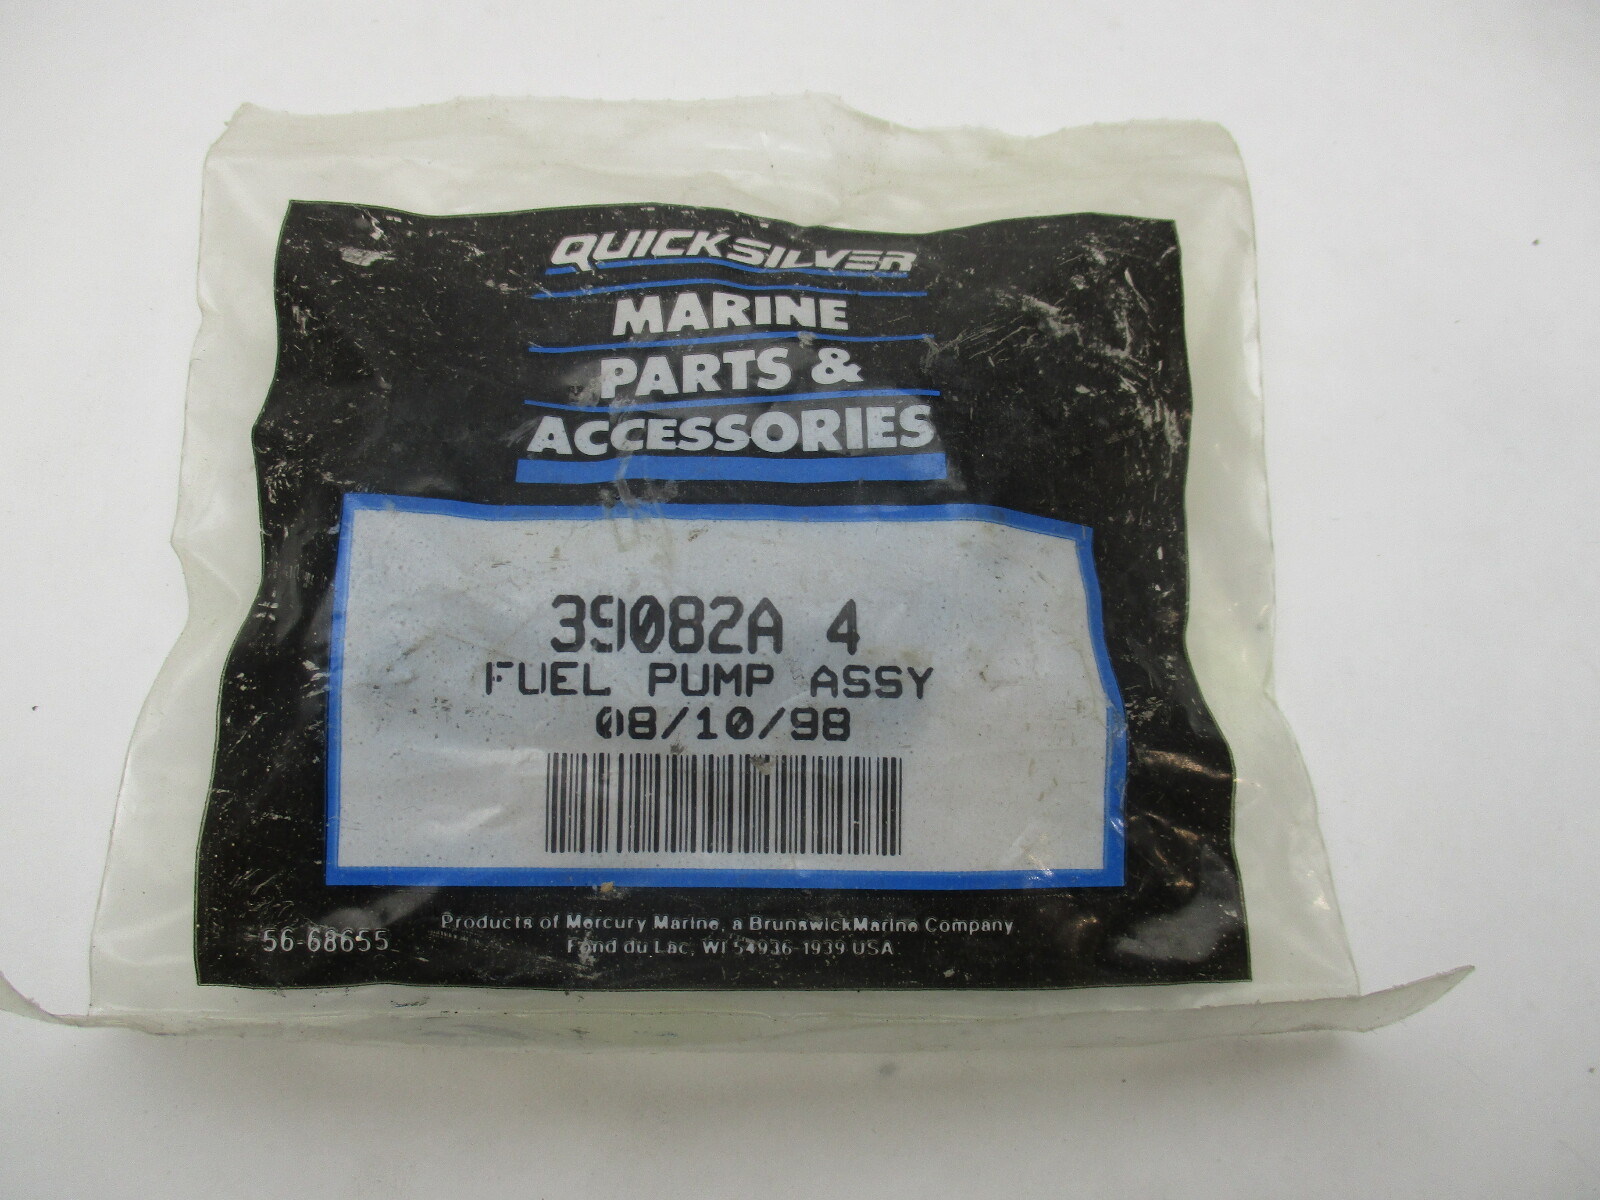 QUICKSILVER
MARINE
PARTS &
ACCESSORIES
39082A 4
FUEL PUMP ASSY
08/10/98
Products of Mercury Marine, a Brunswick Marine Company
56-68655
Fond du Lac, WI 54936-1939 USA